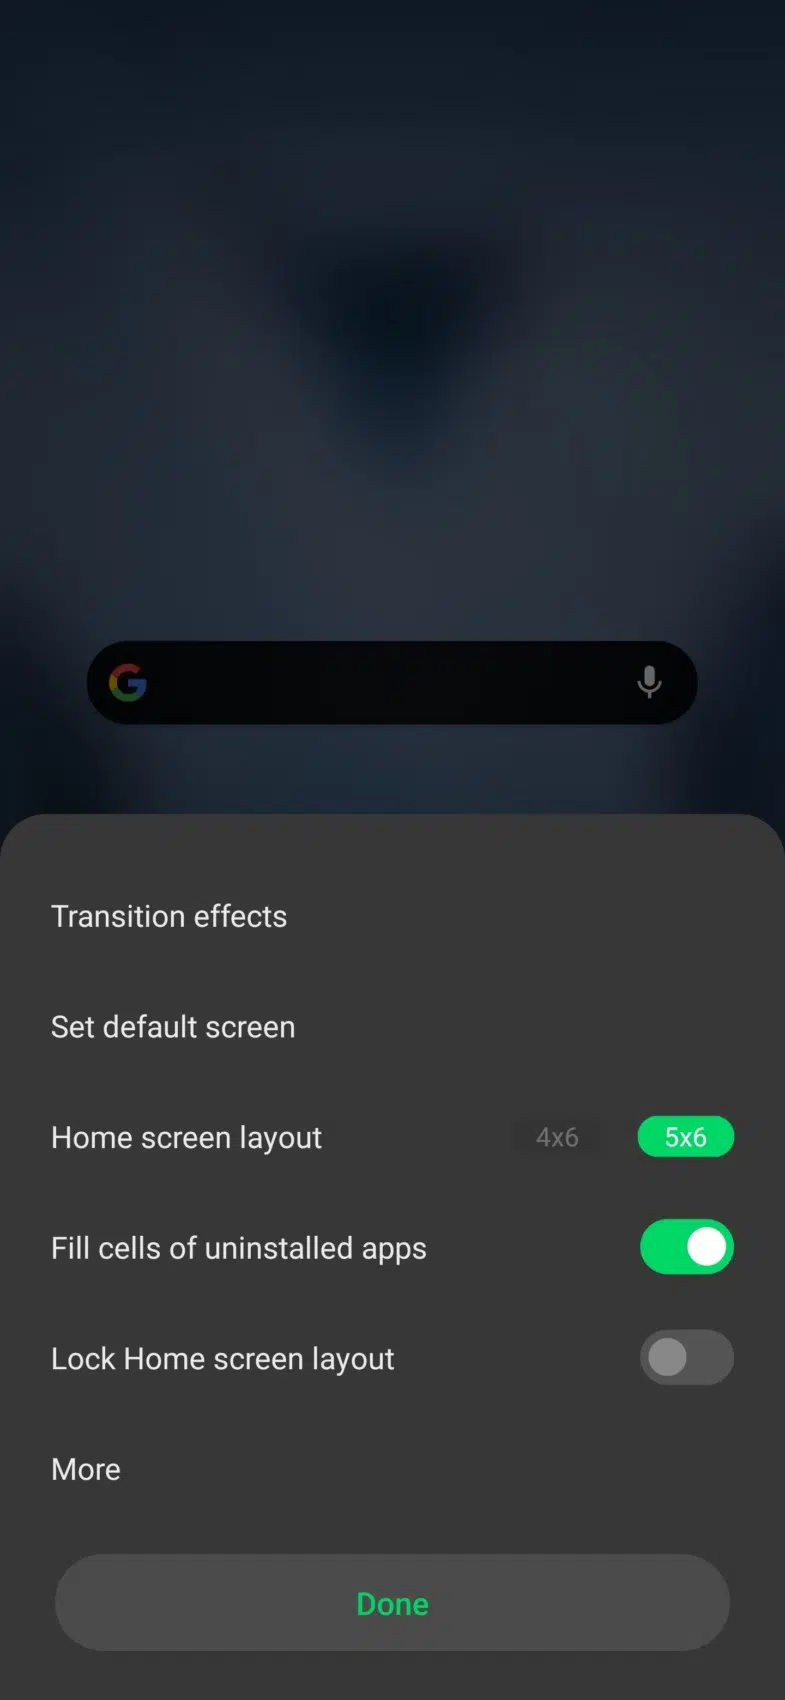 Transition effects
Set default screen
Home screen layout 4x6 5x6
Fill cells of uninstalled apps
Lock Home screen layout
More
Done